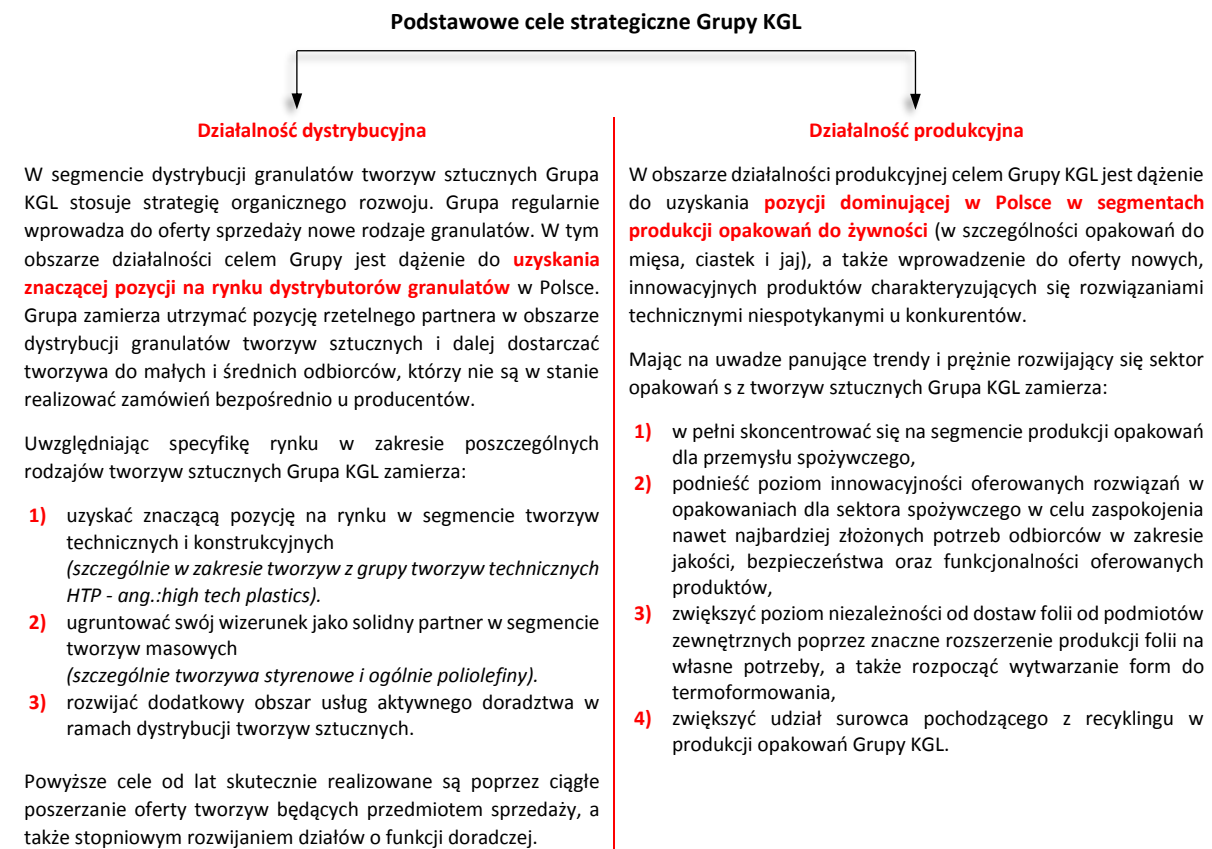 Podstawowe cele strategiczne Grupy KGL
Działalność dystrybucyjna
W segmencie dystrybucji granulatów tworzyw sztucznych Grupa
KGL stosuje strategię organicznego rozwoju. Grupa regularnie
wprowadza do oferty sprzedaży nowe rodzaje granulatów. W tym
obszarze działalności celem Grupy jest dążenie do uzyskania
znaczącej pozycji na rynku dystrybutorów granulatów w Polsce.
Grupa zamierza utrzymać pozycję rzetelnego partnera w obszarze
dystrybucji granulatów tworzyw sztucznych i dalej dostarczać
tworzywa do małych i średnich odbiorców, którzy nie są w stanie
realizować zamówień bezpośrednio u producentów.
Uwzględniając specyfikę rynku w zakresie poszczególnych
rodzajów tworzyw sztucznych Grupa KGL zamierza:
1) uzyskać znaczącą pozycję na rynku w segmencie tworzyw
technicznych i konstrukcyjnych
(szczególnie w zakresie tworzyw z grupy tworzyw technicznych
HTP - ang.:high tech plastics).
2) ugruntować swój wizerunek jako solidny partner w segmencie
tworzyw masowych
(szczególnie tworzywa styrenowe i ogólnie poliolefiny).
3) rozwijać dodatkowy obszar usług aktywnego doradztwa w
ramach dystrybucji tworzyw sztucznych.
Powyższe cele od lat skutecznie realizowane są poprzez ciągłe
poszerzanie oferty tworzyw będących przedmiotem sprzedaży, a
także stopniowym rozwijaniem działów o funkcji doradczej.
Działalność produkcyjna
W obszarze działalności produkcyjnej celem Grupy KGL jest dążenie
do uzyskania pozycji dominującej w Polsce w segmentach
produkcji opakowań do żywności (w szczególności opakowań do
mięsa, ciastek i jaj), a także wprowadzenie do oferty nowych,
innowacyjnych produktów charakteryzujących się rozwiązaniami
technicznymi niespotykanymi u konkurentów.
Mając na uwadze panujące trendy i prężnie rozwijający się sektor
opakowań s z tworzyw sztucznych Grupa KGL zamierza:
1) w pełni skoncentrować się na segmencie produkcji opakowań
dla przemysłu spożywczego,
2) podnieść poziom innowacyjności oferowanych rozwiązań w
opakowaniach dla sektora spożywczego w celu zaspokojenia
nawet najbardziej złożonych potrzeb odbiorców w zakresie
jakości, bezpieczeństwa oraz funkcjonalności oferowanych
produktów,
3) zwiększyć poziom niezależności od dostaw folii od podmiotów
zewnętrznych poprzez znaczne rozszerzenie produkcji folii na
własne potrzeby, a także rozpocząć wytwarzanie form do
termoformowania,
4) zwiększyć udział surowca pochodzącego z recyklingu w
produkcji opakowań Grupy KGL.